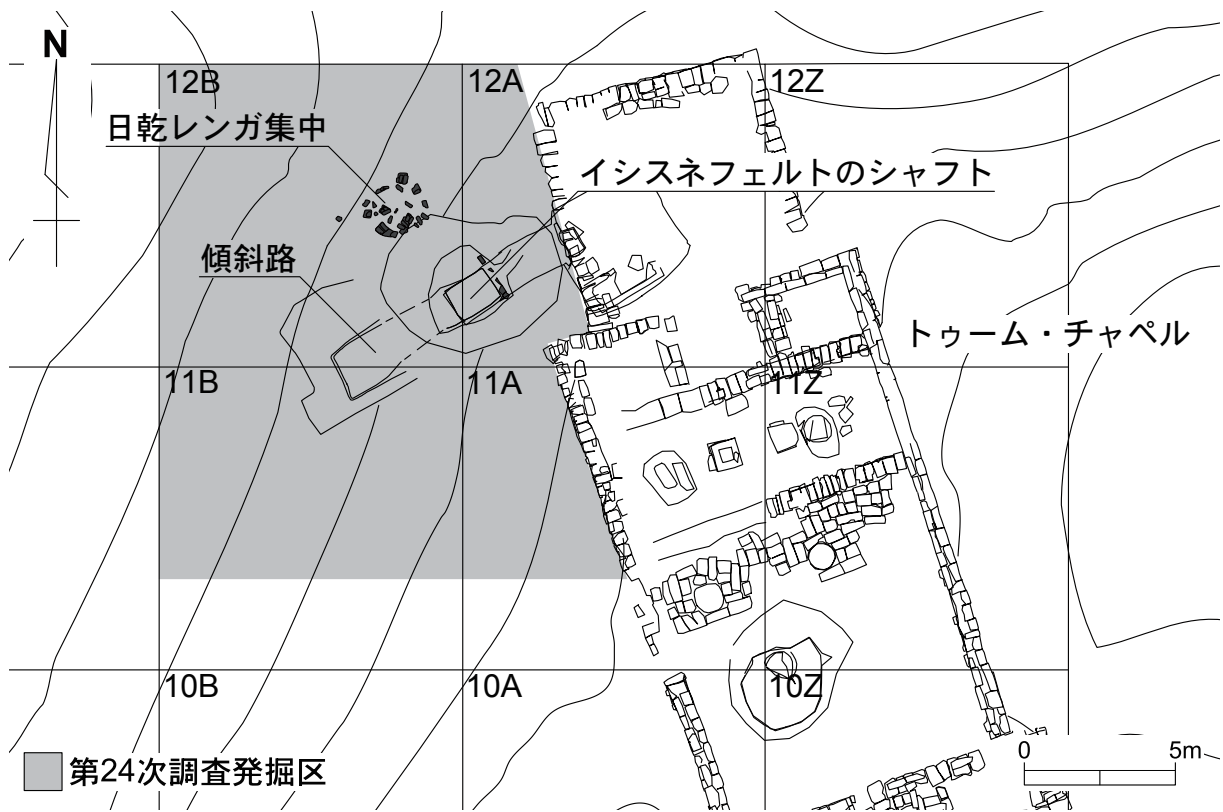 N
12B
12A
12Z
日乾レンガ集中
イシスネフェルトのシャフト
傾斜路
トゥーム・チャペル
11B
11A
11Z
10B
10A
10Z
第24次調査発掘区
0
5m